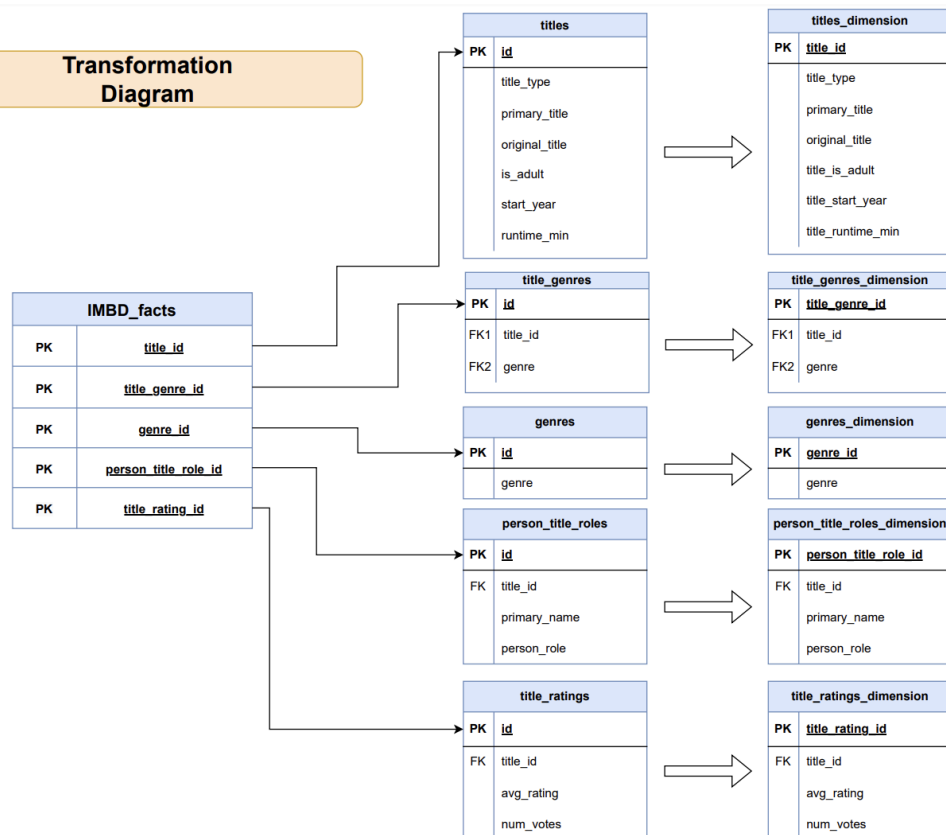 Transformation
Diagram
IMBD_facts
PK title_id
PK title_genre_id
PK genre_id
PK person_title_role_id
PK title_rating_id
titles
PK id
title_type
primary_title
original_title
is_adult
start_year
runtime_min
titles_dimension
PK title_id
title_type
primary_title
original_title
title_is_adult
title_start_year
title_runtime_min
title_genres
PK id
FK1 title_id
FK2 genre
title_genres_dimension
PK title_genre_id
FK1 title_id
FK2 genre
genres
PK id
genre
genres_dimension
PK genre_id
genre
person_title_roles
PK id
FK title_id
primary_name
person_role
person_title_roles_dimension
PK person_title_role_id
FK title_id
primary_name
person_role
title_ratings
PK id
FK title_id
avg_rating
num_votes
title_ratings_dimension
PK title_rating_id
FK title_id
avg_rating
num_votes